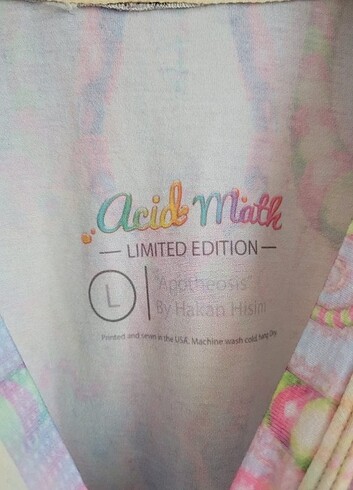 Acid Math
LIMITED EDITION
L
"Apotheosis"
By Hakan Hisim
Printed and sewn in the USA. Machine wash cold, hang Dry